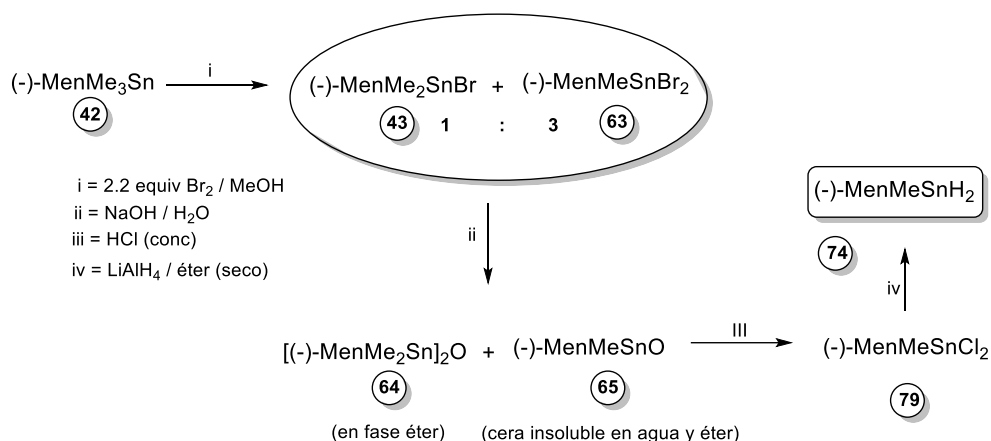 (-)-MenMe₃Sn
42
i
(-)-MenMe₂SnBr + (-)-MenMeSnBr₂
43 1 : 3 63
i = 2.2 equiv Br₂ / MeOH
ii = NaOH / H₂O
iii = HCl (conc)
iv = LiAlH₄ / éter (seco)
ii
(-)-MenMeSnH₂
74
iv
[(-)-MenMe₂Sn]₂O + (-)-MenMeSnO
III
(-)-MenMeSnCl₂
64 65 79
(en fase éter) (cera insoluble en agua y éter)